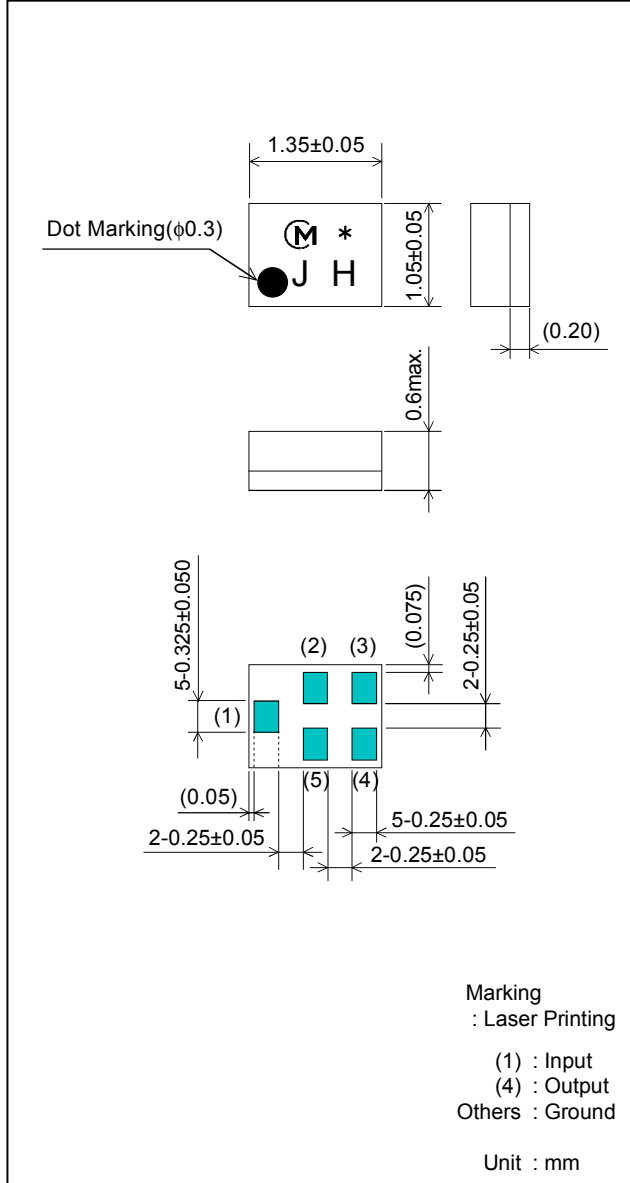 1.35±0.05
Dot Marking(ϕ0.3)
M *
J H
1.05±0.05
(0.20)
0.6max.
5-0.325±0.050
(0.075)
2-0.25±0.05
(2) (3)
(1)
(5) (4)
(0.05)
5-0.25±0.05
2-0.25±0.05
2-0.25±0.05
Marking
: Laser Printing
(1) : Input
(4) : Output
Others : Ground
Unit : mm